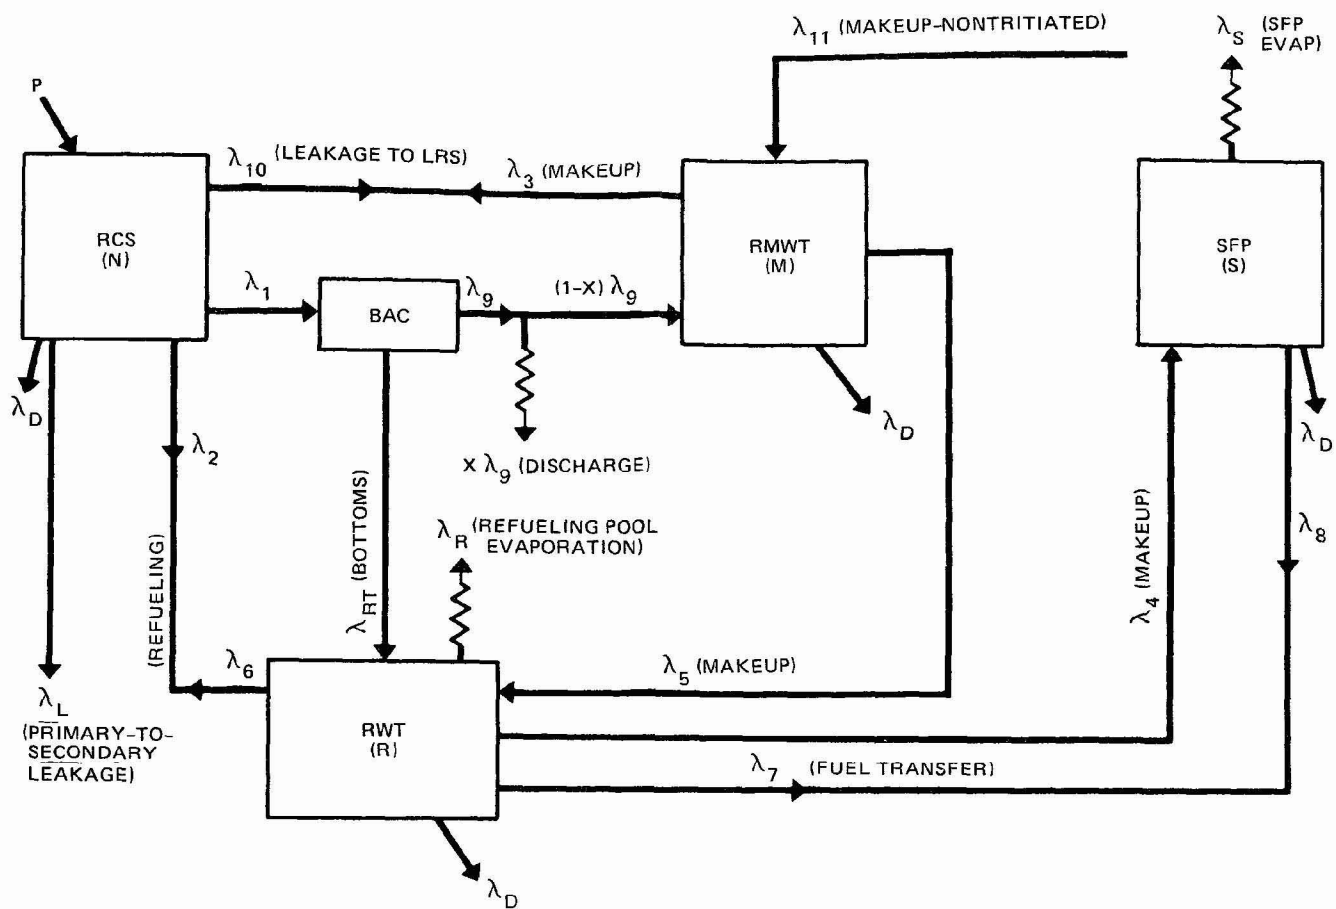 λ11 (MAKEUP-NONTRITIATED)
λS (SFP
EVAP)
P
λ10 (LEAKAGE TO LRS)
λ3 (MAKEUP)
RCS
(N)
RMWT
(M)
SFP
(S)
λ1
BAC
λ9
(1-X) λ9
λD
λD
λD
λ2
X λ9 (DISCHARGE)
λ8
λR (REFUELING POOL
EVAPORATION)
λRT (BOTTOMS)
λ4 (MAKEUP)
(REFUELING)
λ6
λ5 (MAKEUP)
λL
(PRIMARY-TO-
SECONDARY
LEAKAGE)
RWT
(R)
λ7 (FUEL TRANSFER)
λD